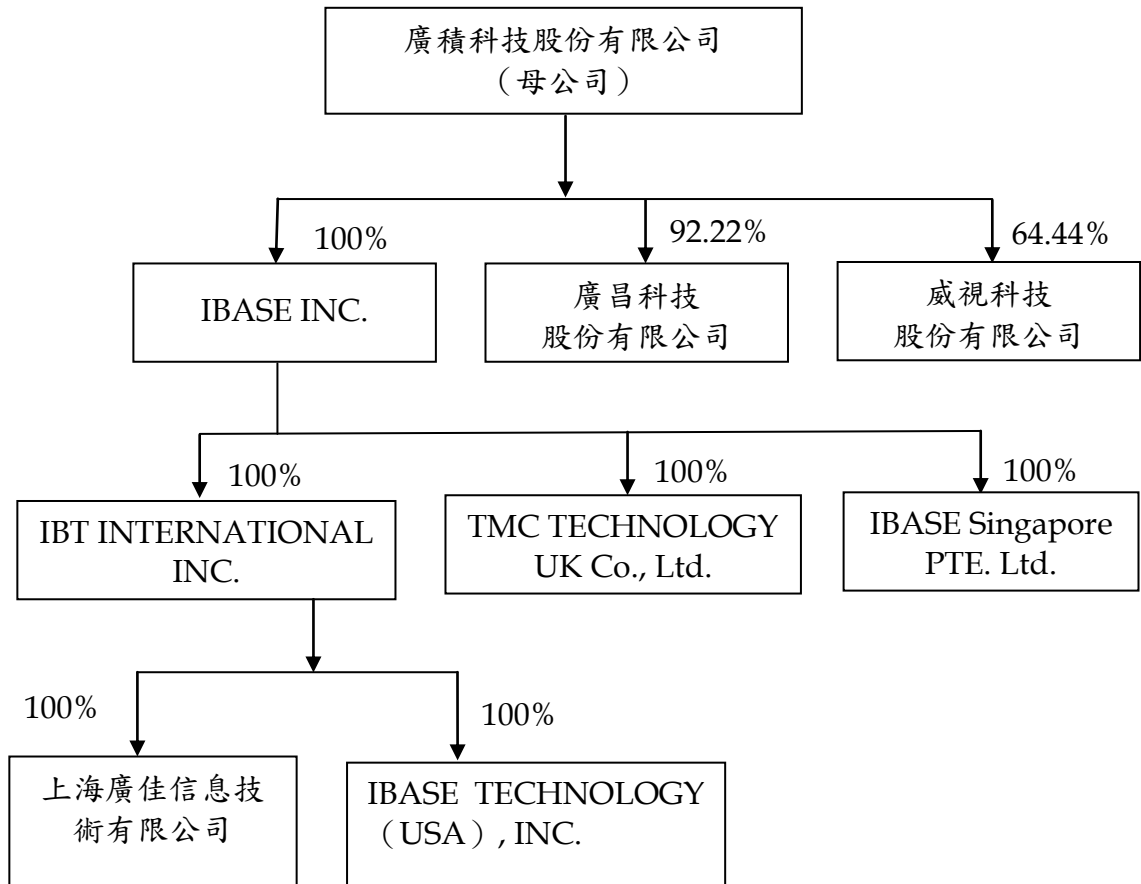 廣積科技股份有限公司
（母公司）
100%
92.22%
64.44%
IBASE INC.
廣昌科技
股份有限公司
威視科技
股份有限公司
100%
100%
100%
IBT INTERNATIONAL
INC.
TMC TECHNOLOGY
UK Co., Ltd.
IBASE Singapore
PTE. Ltd.
100%
100%
上海廣佳信息技
術有限公司
IBASE TECHNOLOGY
（USA）, INC.